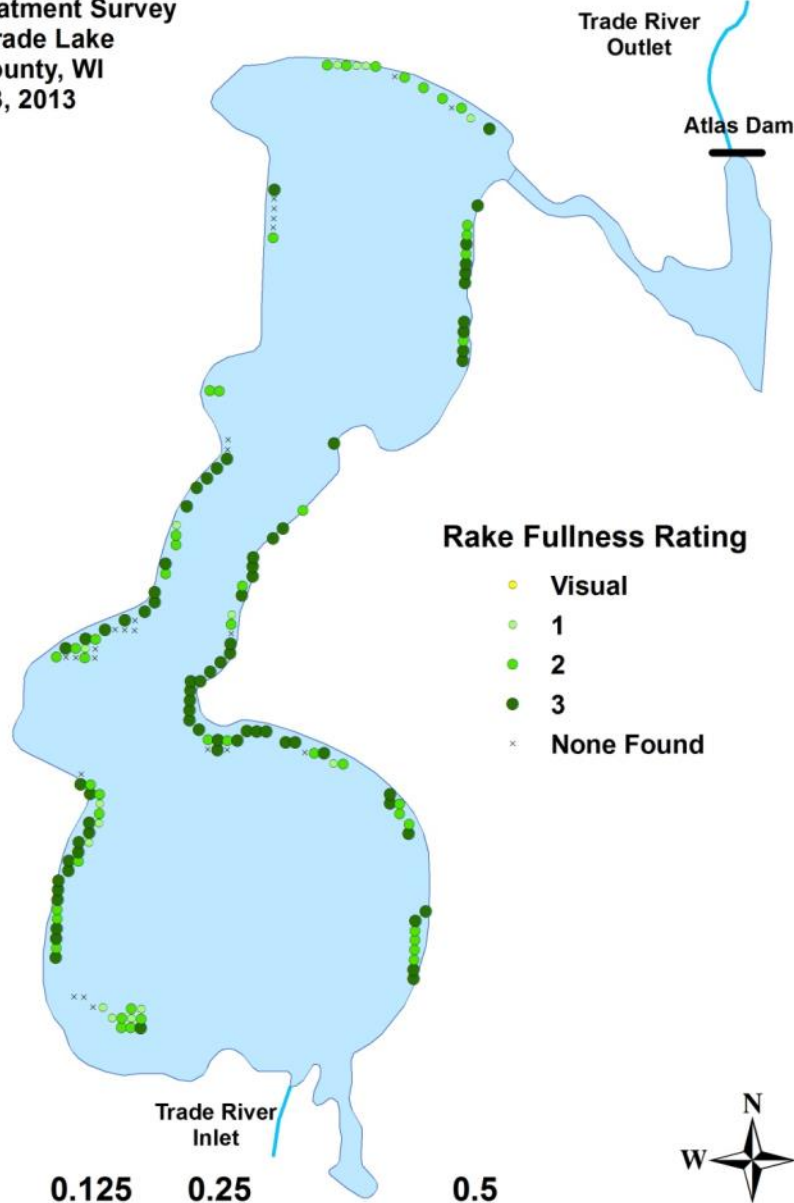 atment Survey
rade Lake
ounty, WI
3, 2013
Trade River
Outlet
Atlas Dam
Rake Fullness Rating
Visual
1
2
3
None Found
Trade River
Inlet
N
W
0.125 0.25 0.5